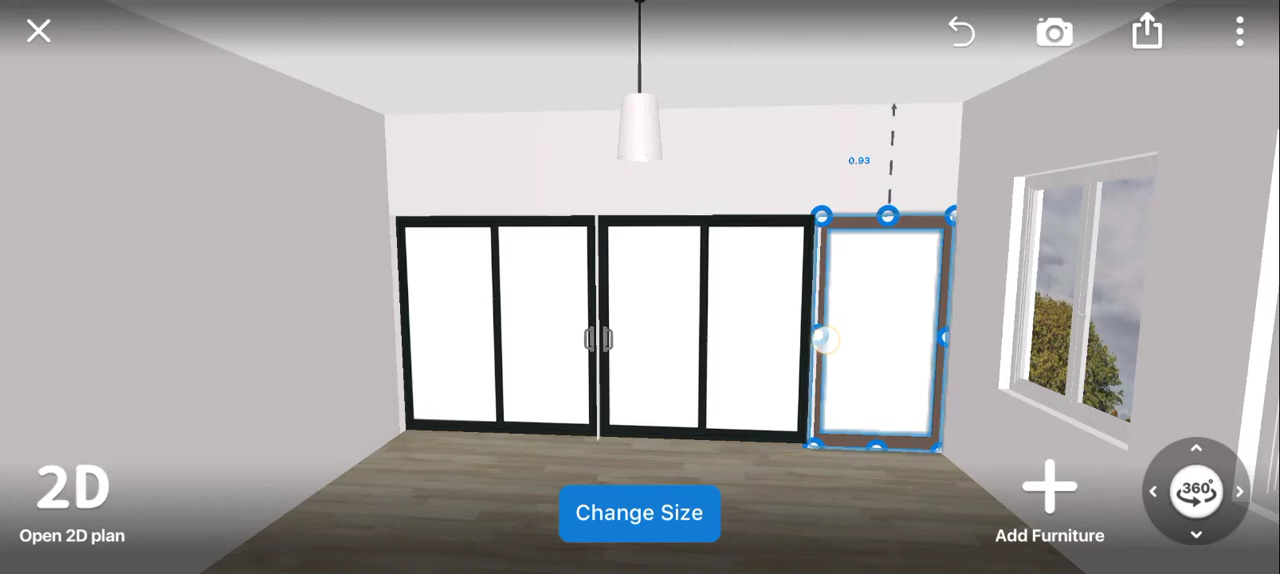 0.93
2D
Open 2D plan
Change Size
Add Furniture
360°